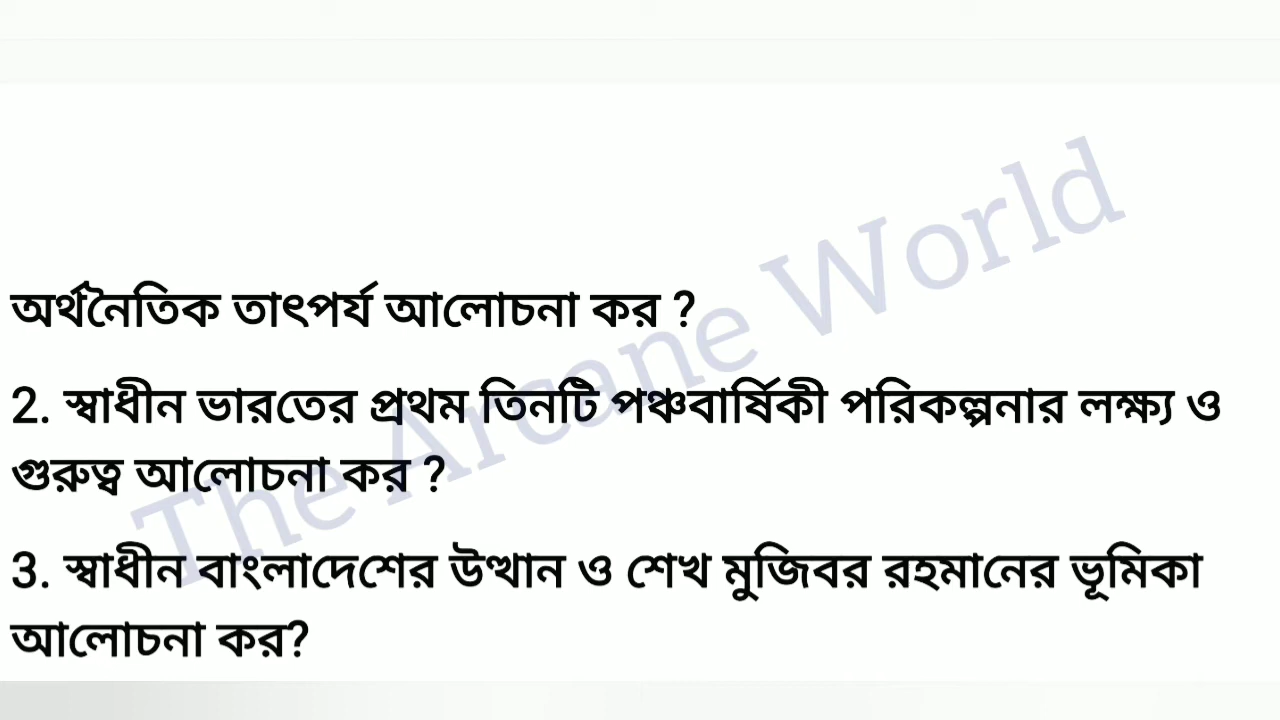 অর্থনৈতিক তাৎপর্য আলোচনা কর ?
2. স্বাধীন ভারতের প্রথম তিনটি পঞ্চবার্ষিকী পরিকল্পনার লক্ষ্য ও
গুরুত্ব আলোচনা কর ?
3. স্বাধীন বাংলাদেশের উত্থান ও শেখ মুজিবর রহমানের ভূমিকা
আলোচনা কর?
The Arcane World